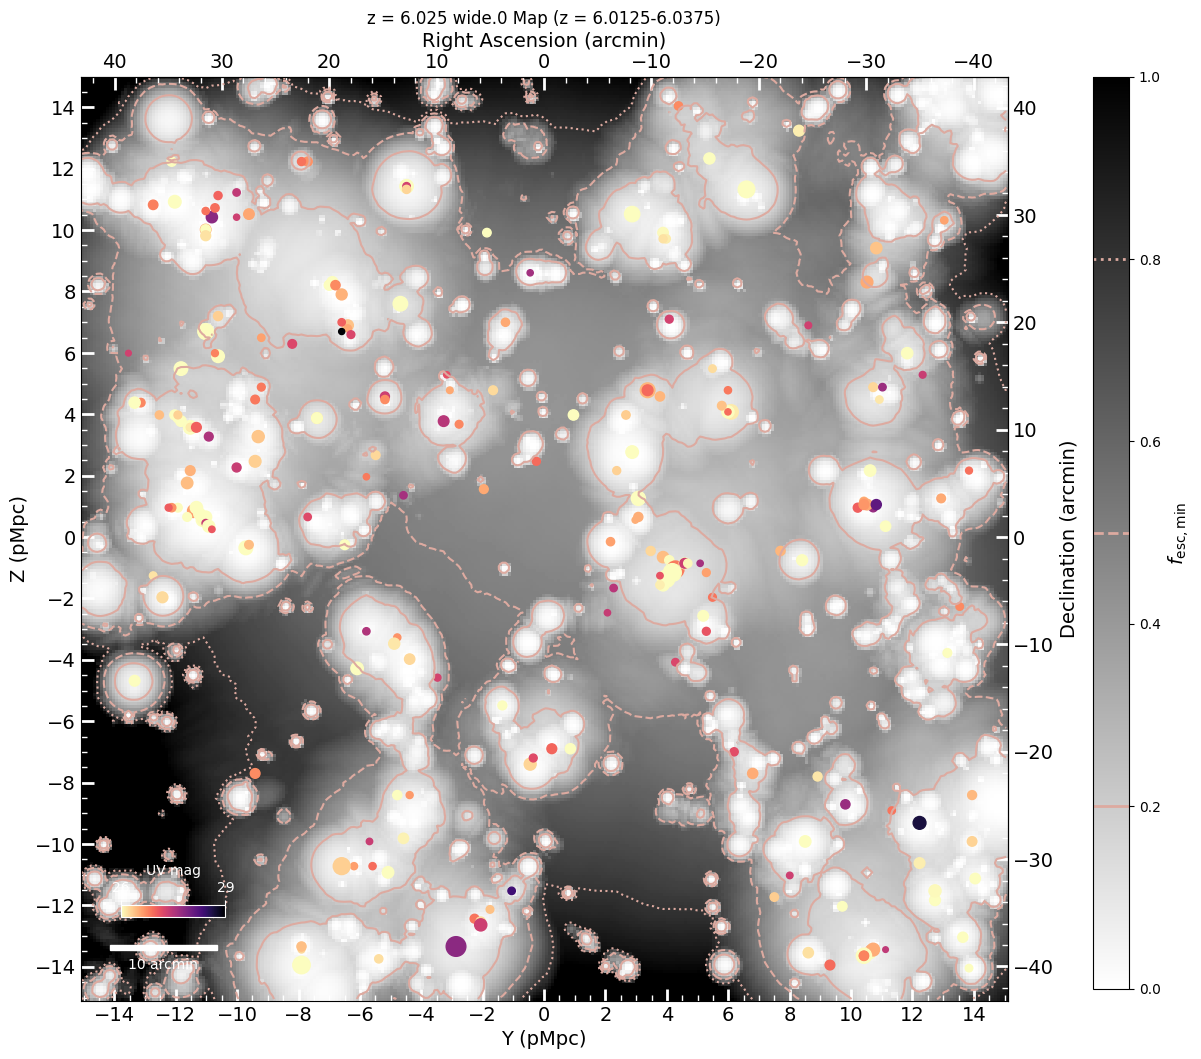 z = 6.025 wide.0 Map (z = 6.0125-6.0375)
Right Ascension (arcmin)
40 30 20 10 0 −10 −20 −30 −40
14 12 10 8 6 4 2 0 −2 −4 −6 −8 −10 −12 −14
Z (pMpc)
40 30 20 10 0 −10 −20 −30 −40
Declination (arcmin)
UV mag
29
10 arcmin
−14 −12 −10 −8 −6 −4 −2 0 2 4 6 8 10 12 14
Y (pMpc)
1.0
0.8
0.6
0.4
0.2
0.0
fesc,min